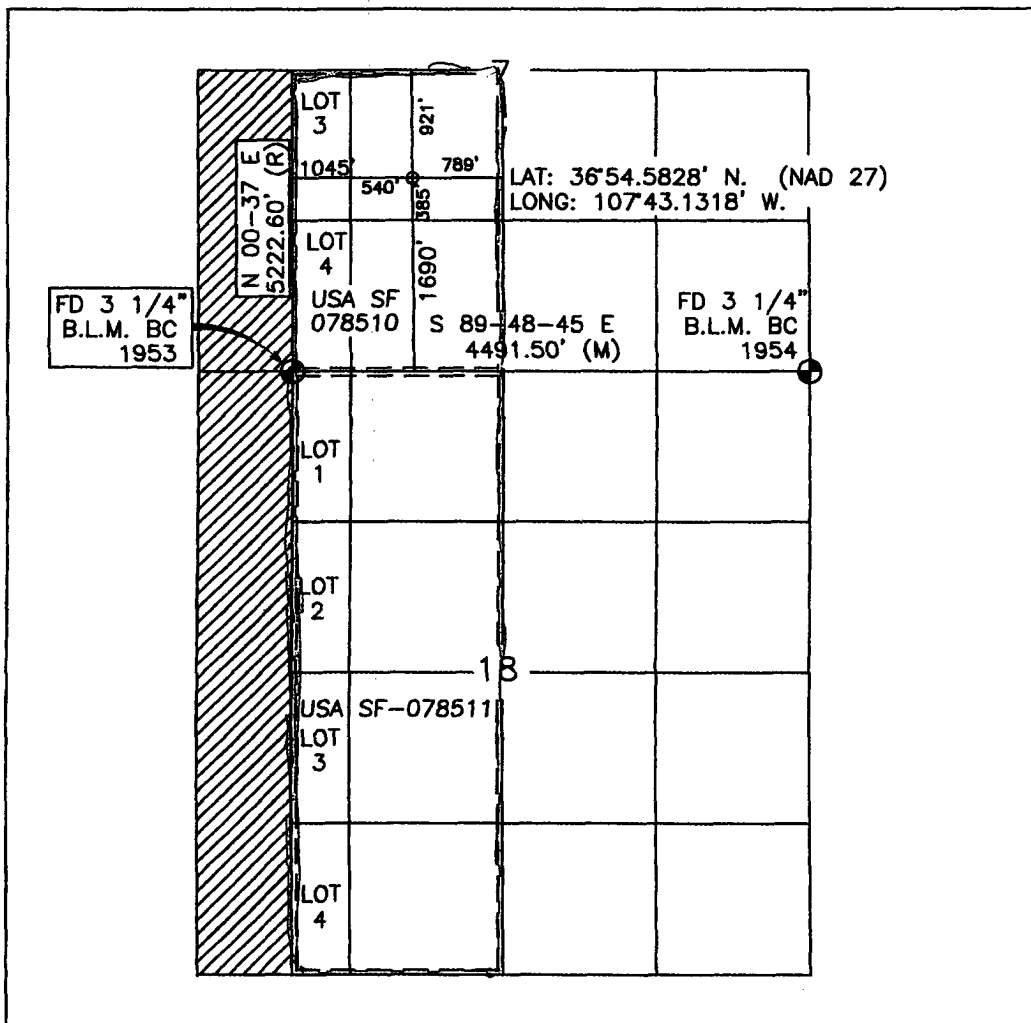 7
LOT
3
921'
N 00-37 E
5222.60' (R)
1045'
789'
540'
385'
LAT: 36°54.5828' N. (NAD 27)
LONG: 107°43.1318' W.
LOT
4
1690'
USA SF
078510
S 89-48-45 E
4491.50' (M)
FD 3 1/4"
B.L.M. BC
1953
FD 3 1/4"
B.L.M. BC
1954
LOT
1
LOT
2
18
USA SF-078511
LOT
3
LOT
4